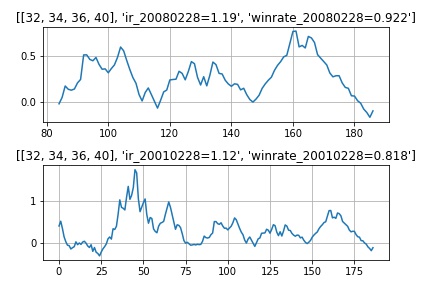 [[32, 34, 36, 40], 'ir_20080228=1.19', 'winrate_20080228=0.922']
0.5
0.0
80 100 120 140 160 180
[[32, 34, 36, 40], 'ir_20010228=1.12', 'winrate_20010228=0.818']
1
0
0 25 50 75 100 125 150 175